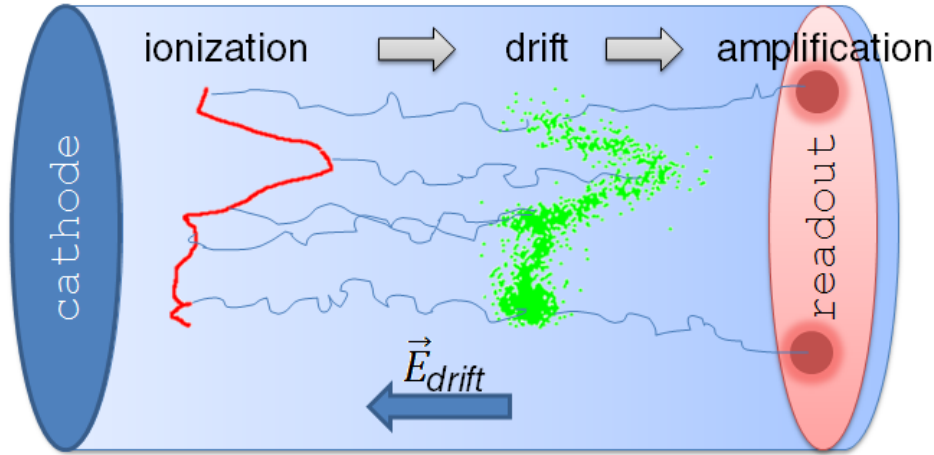 ionization drift amplification
cathode
readout
E⃗drift